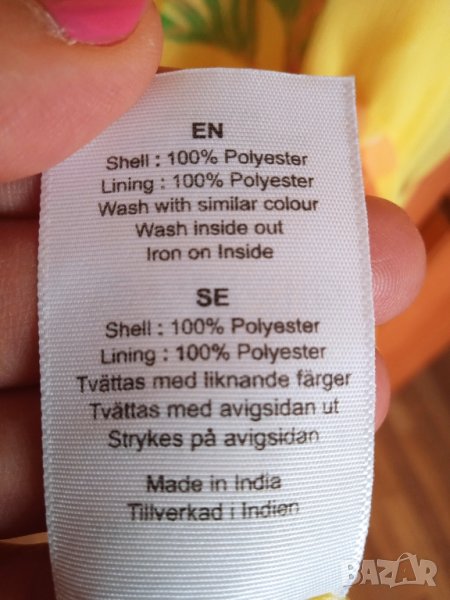 EN
Shell : 100% Polyester
Lining : 100% Polyester
Wash with similar colour
Wash inside out
Iron on Inside
SE
Shell : 100% Polyester
Lining : 100% Polyester
Tvättas med liknande färger
Tvättas med avigsidan ut
Strykes på avigsidan
Made in India
Tillverkad i Indien
BAZAR